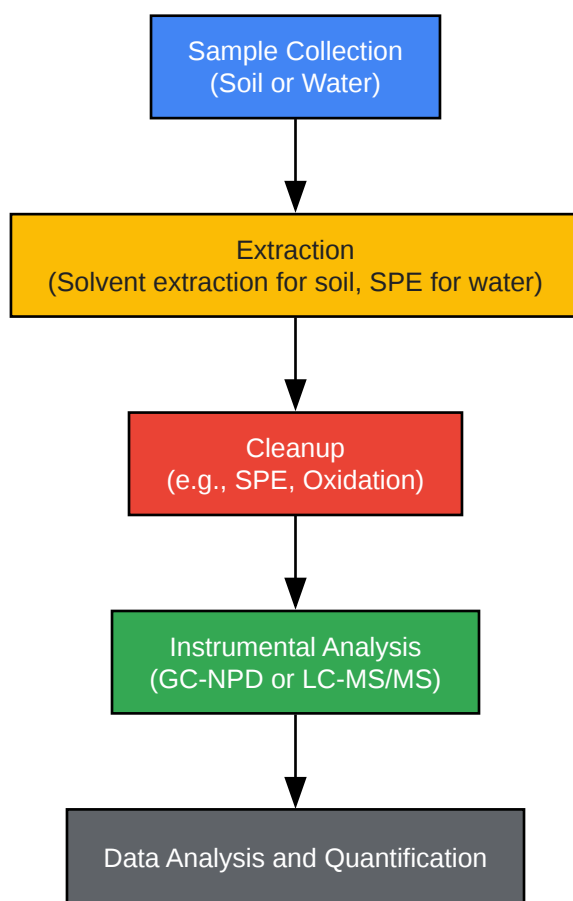 Sample Collection
(Soil or Water)
Extraction
(Solvent extraction for soil, SPE for water)
Cleanup
(e.g., SPE, Oxidation)
Instrumental Analysis
(GC-NPD or LC-MS/MS)
Data Analysis and Quantification